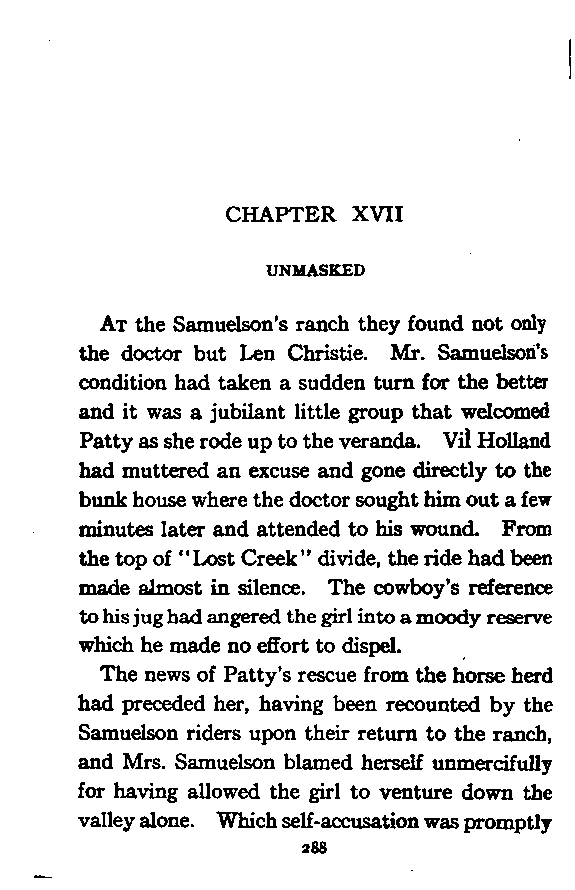 CHAPTER XVII
UNMASKED
AT the Samuelson's ranch they found not only
the doctor but Len Christie. Mr. Samuelson's
condition had taken a sudden turn for the better
and it was a jubilant little group that welcomed
Patty as she rode up to the veranda. Vil Holland
had muttered an excuse and gone directly to the
bunk house where the doctor sought him out a few
minutes later and attended to his wound. From
the top of "Lost Creek" divide, the ride had been
made almost in silence. The cowboy's reference
to his jug had angered the girl into a moody reserve
which he made no effort to dispel.
The news of Patty's rescue from the horse herd
had preceded her, having been recounted by the
Samuelson riders upon their return to the ranch,
and Mrs. Samuelson blamed herself unmercifully
for having allowed the girl to venture down the
valley alone. Which self-accusation was promptly
288